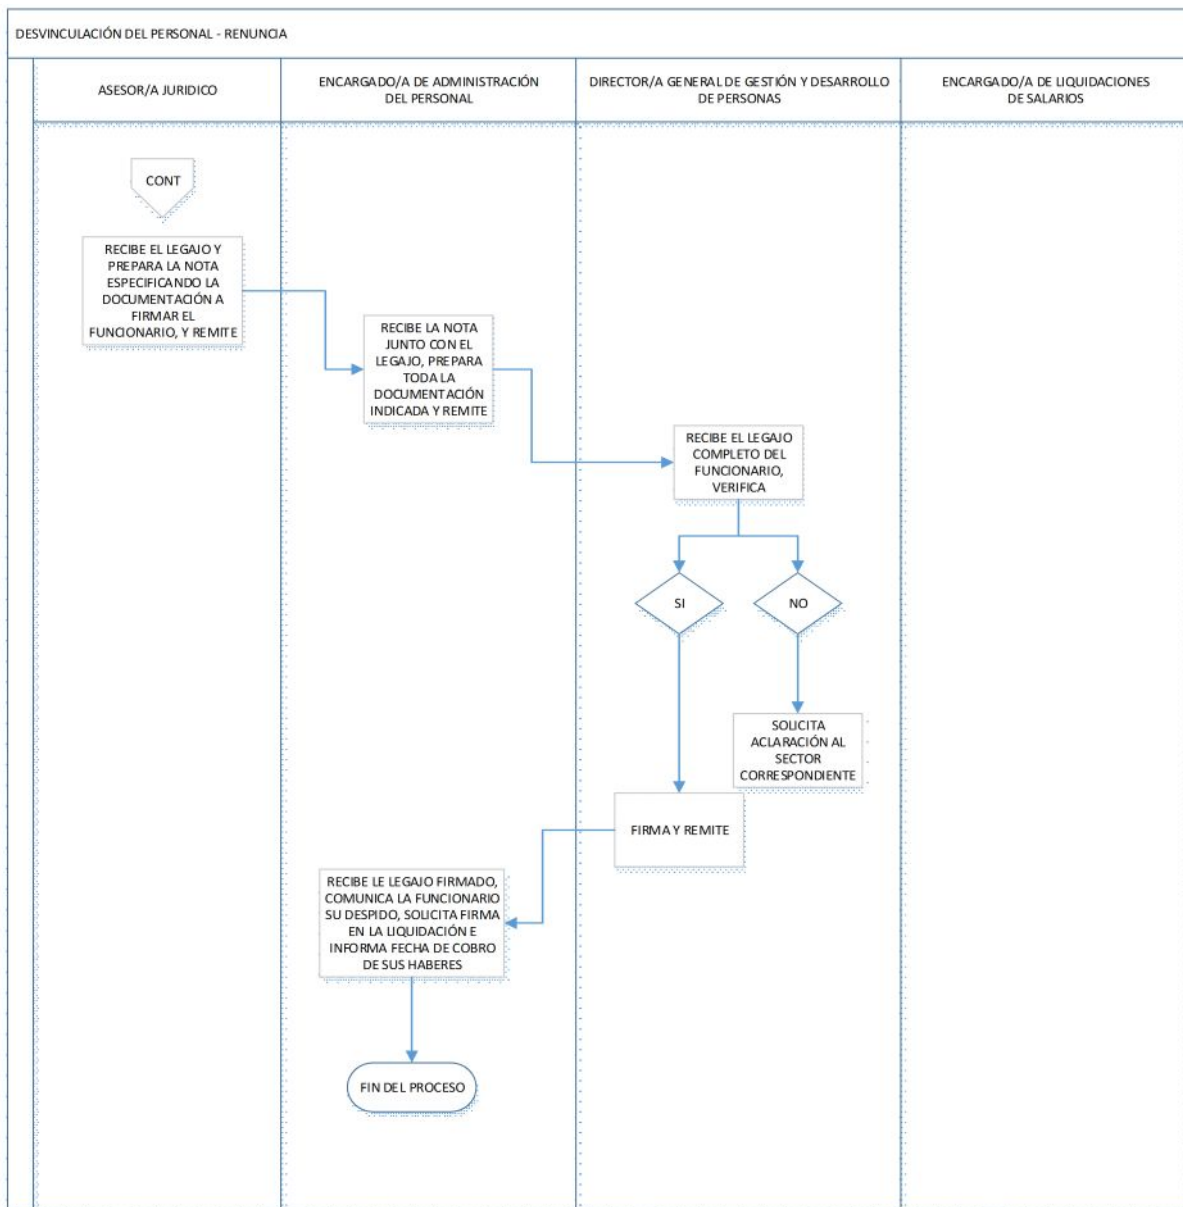 DESVINCULACIÓN DEL PERSONAL - RENUNCIA
ASESOR/A JURIDICO
ENCARGADO/A DE ADMINISTRACIÓN
DEL PERSONAL
DIRECTOR/A GENERAL DE GESTIÓN Y DESARROLLO
DE PERSONAS
ENCARGADO/A DE LIQUIDACIONES
DE SALARIOS
CONT
RECIBE EL LEGAJO Y
PREPARA LA NOTA
ESPECIFICANDO LA
DOCUMENTACIÓN A
FIRMAR EL
FUNCIONARIO, Y REMITE
RECIBE LA NOTA
JUNTO CON EL
LEGAJO, PREPARA
TODA LA
DOCUMENTACIÓN
INDICADA Y REMITE
RECIBE EL LEGAJO
COMPLETO DEL
FUNCIONARIO,
VERIFICA
SI
NO
SOLICITA
ACLARACIÓN AL
SECTOR
CORRESPONDIENTE
FIRMA Y REMITE
RECIBE LE LEGAJO FIRMADO,
COMUNICA LA FUNCIONARIO
SU DESPIDO, SOLICITA FIRMA
EN LA LIQUIDACIÓN E
INFORMA FECHA DE COBRO
DE SUS HABERES
FIN DEL PROCESO